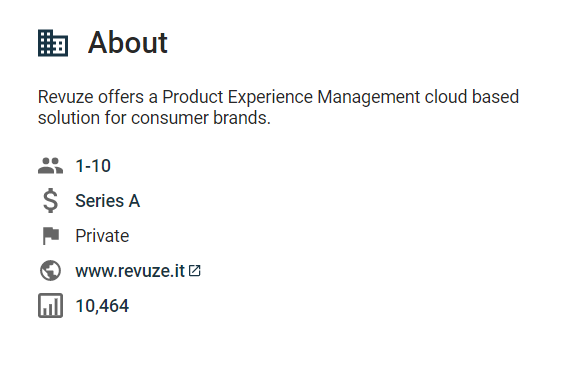 About
Revuze offers a Product Experience Management cloud based
solution for consumer brands.
1-10
Series A
Private
www.revuze.it
10,464